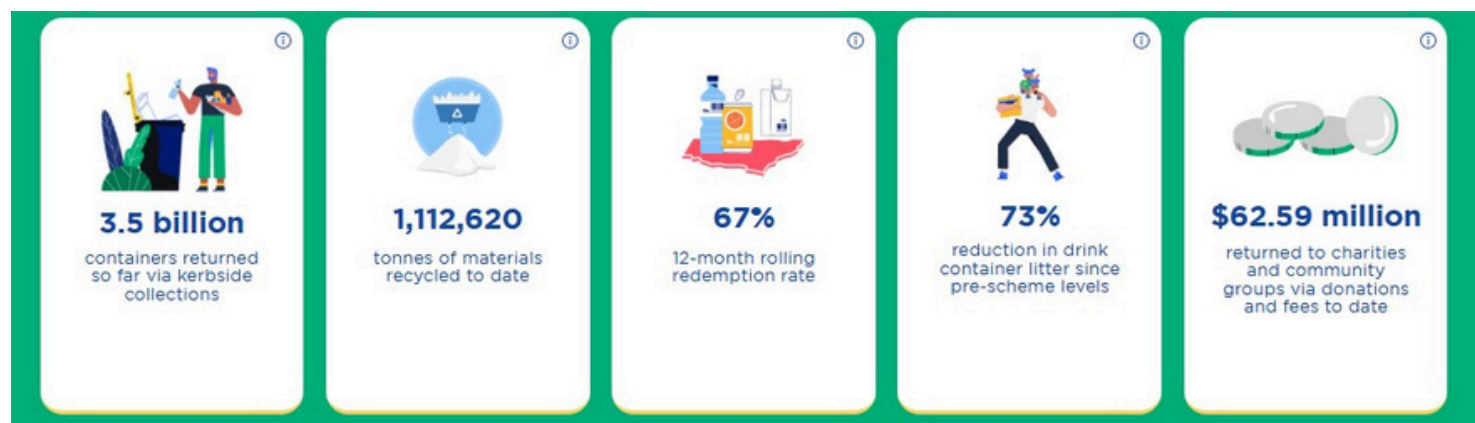 3.5 billion
containers returned
so far via kerbside
collections
1,112,620
tonnes of materials
recycled to date
67%
12-month rolling
redemption rate
73%
reduction in drink
container litter since
pre-scheme levels
$62.59 million
returned to charities
and community
groups via donations
and fees to date